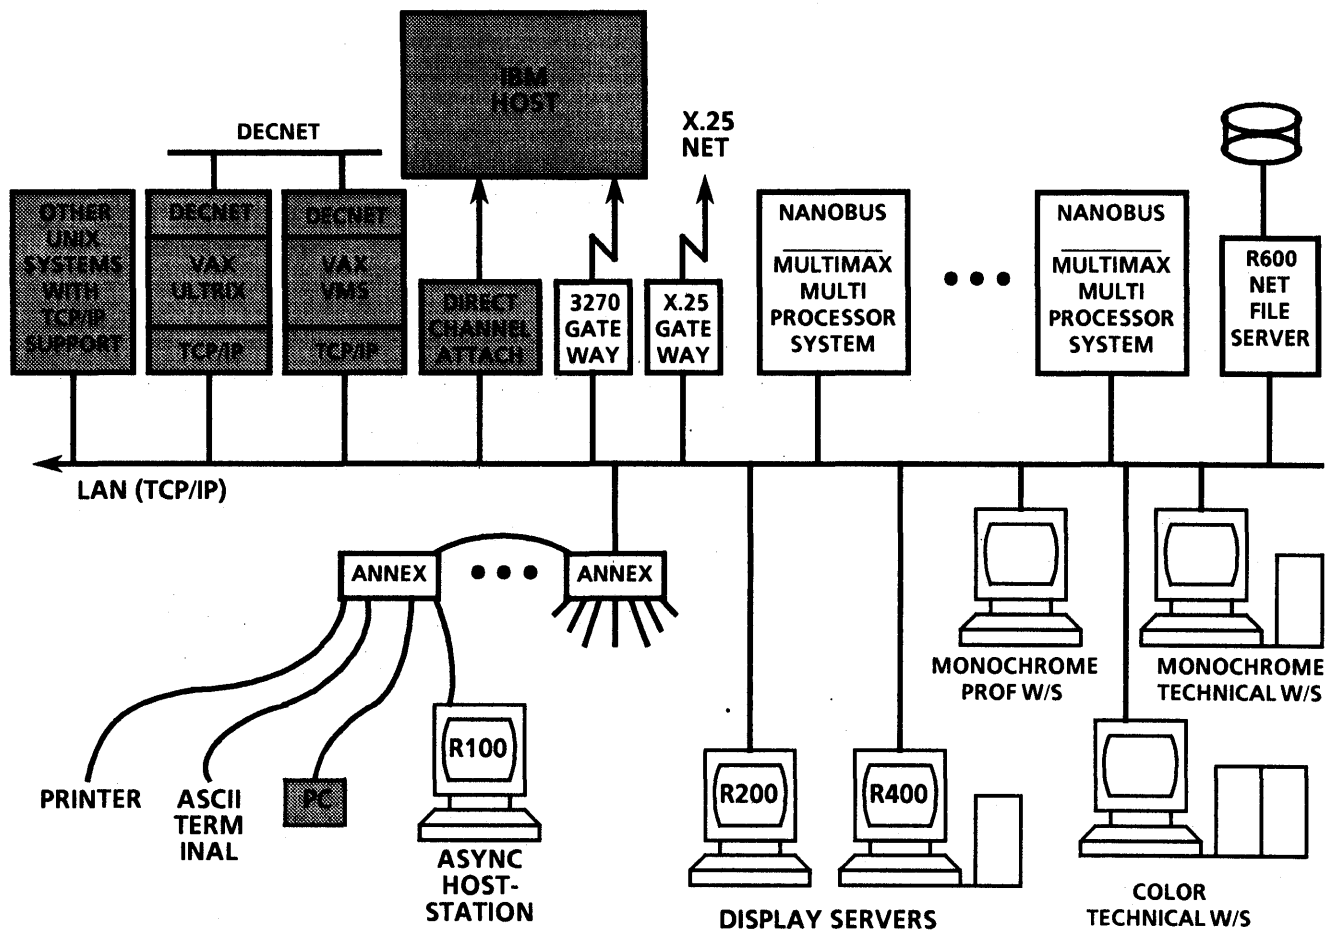 IBM
HOST
DECNET
X.25
NET
OTHER
UNIX
SYSTEMS
WITH
TCP/IP
SUPPORT
DECNET
VAX
ULTRIX
TCP/IP
DECNET
VAX
VMS
TCP/IP
DIRECT
CHANNEL
ATTACH
3270
GATE
WAY
X.25
GATE
WAY
NANOBUS
MULTIMAX
MULTI
PROCESSOR
SYSTEM
NANOBUS
MULTIMAX
MULTI
PROCESSOR
SYSTEM
R600
NET
FILE
SERVER
LAN (TCP/IP)
ANNEX
ANNEX
MONOCHROME
PROF W/S
MONOCHROME
TECHNICAL W/S
PRINTER
ASCII
TERM
INAL
PC
R100
ASYNC
HOST-
STATION
R200
R400
DISPLAY SERVERS
COLOR
TECHNICAL W/S